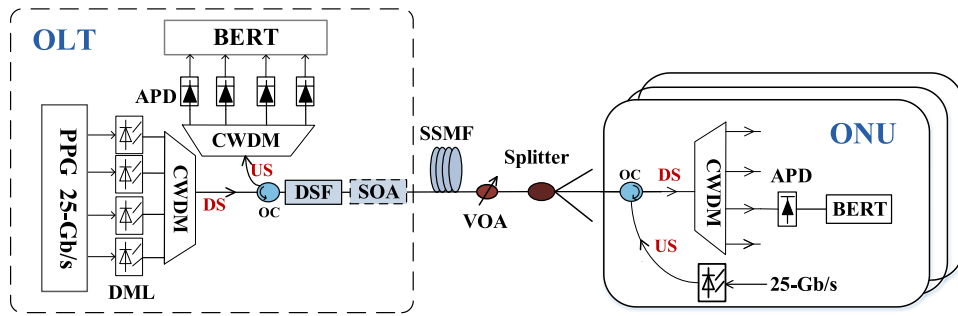 OLT
BERT
APD
CWDM
PPG 25-Gb/s
CWDM
DML
DS
US
OC
DSF
SOA
SSMF
VOA
Splitter
ONU
OC
DS
US
CWDM
APD
BERT
25-Gb/s